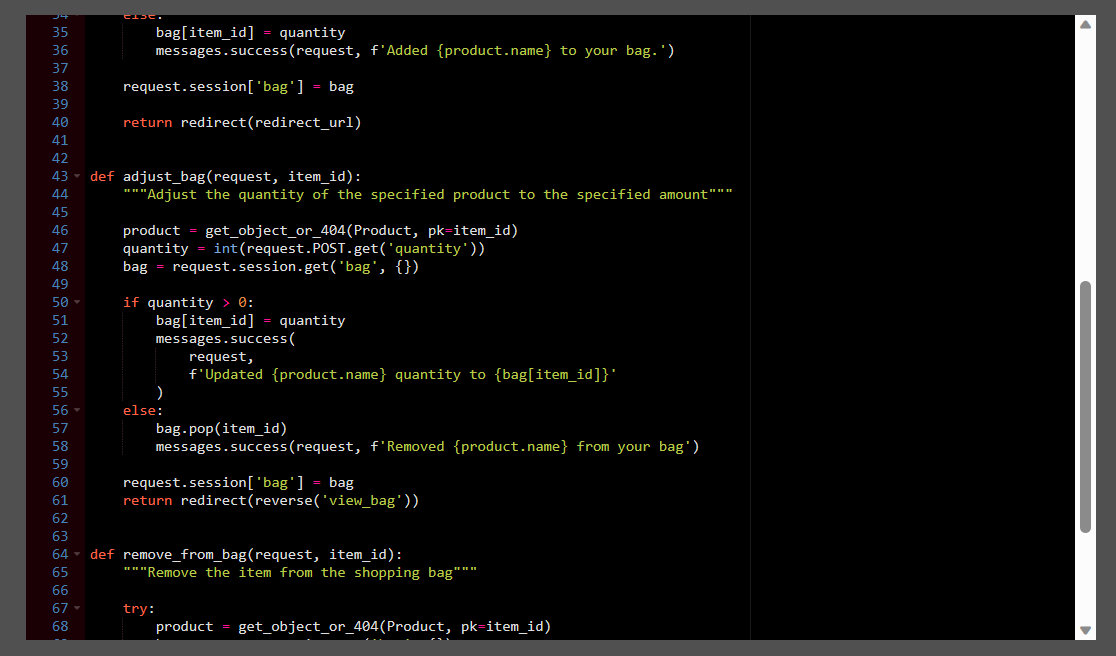 34 else:
35 bag[item_id] = quantity
36 messages.success(request, f'Added {product.name} to your bag.')
37
38 request.session['bag'] = bag
39
40 return redirect(redirect_url)
41
42
43 def adjust_bag(request, item_id):
44 """Adjust the quantity of the specified product to the specified amount"""
45
46 product = get_object_or_404(Product, pk=item_id)
47 quantity = int(request.POST.get('quantity'))
48 bag = request.session.get('bag', {})
49
50 if quantity > 0:
51 bag[item_id] = quantity
52 messages.success(
53 request,
54 f'Updated {product.name} quantity to {bag[item_id]}'
55 )
56 else:
57 bag.pop(item_id)
58 messages.success(request, f'Removed {product.name} from your bag')
59
60 request.session['bag'] = bag
61 return redirect(reverse('view_bag'))
62
63
64 def remove_from_bag(request, item_id):
65 """Remove the item from the shopping bag"""
66
67 try:
68 product = get_object_or_404(Product, pk=item_id)